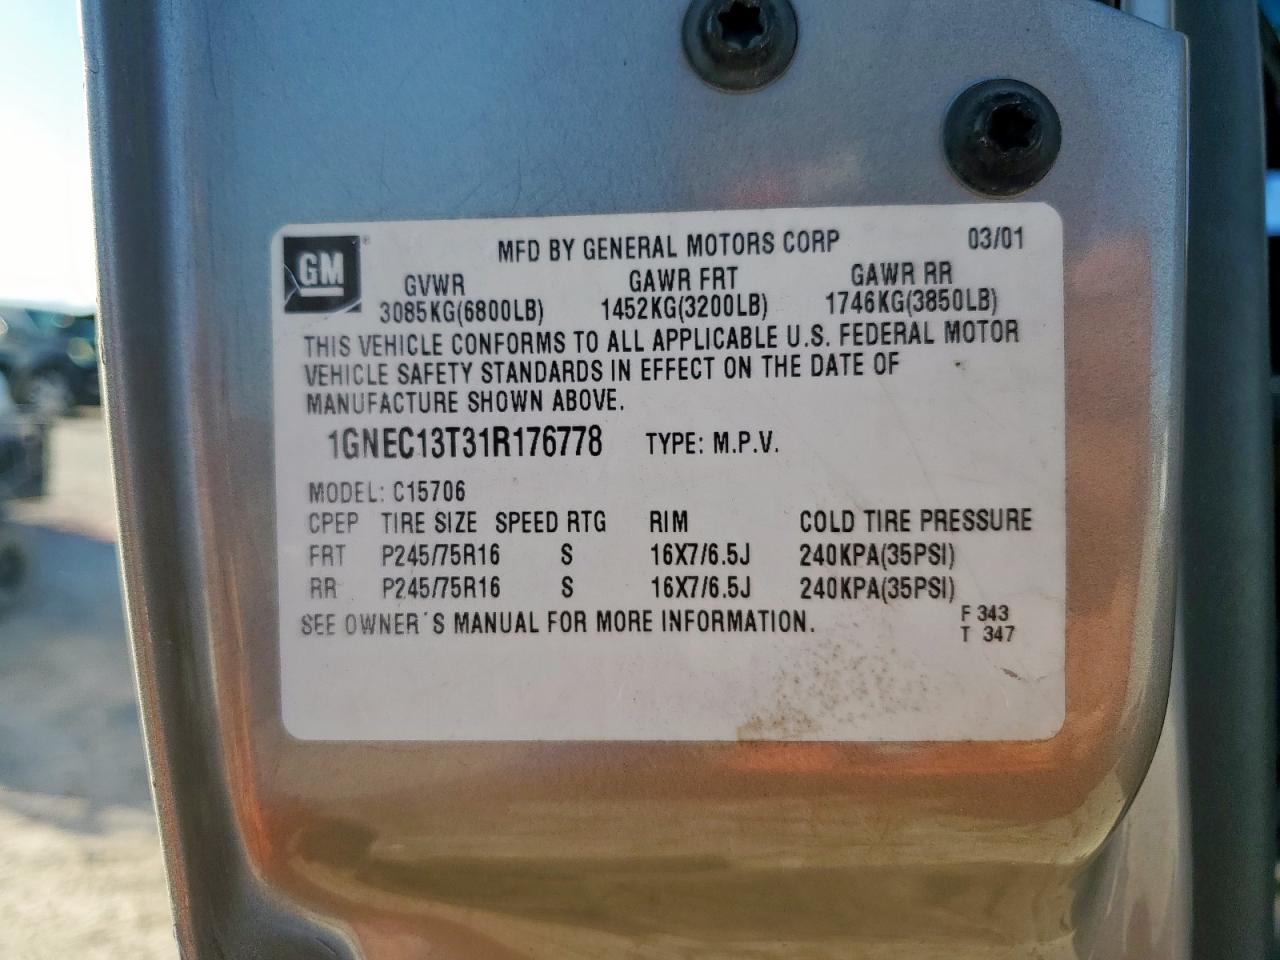 GM ®
MFD BY GENERAL MOTORS CORP 03/01
GVWR GAWR FRT GAWR RR
3085KG(6800LB) 1452KG(3200LB) 1746KG(3850LB)
THIS VEHICLE CONFORMS TO ALL APPLICABLE U.S. FEDERAL MOTOR
VEHICLE SAFETY STANDARDS IN EFFECT ON THE DATE OF
MANUFACTURE SHOWN ABOVE.
1GNEC13T31R176778 TYPE: M.P.V.
MODEL: C15706
CPEP TIRE SIZE SPEED RTG RIM COLD TIRE PRESSURE
FRT P245/75R16 S 16X7/6.5J 240KPA(35PSI)
RR P245/75R16 S 16X7/6.5J 240KPA(35PSI)
SEE OWNER'S MANUAL FOR MORE INFORMATION. F 343
T 347